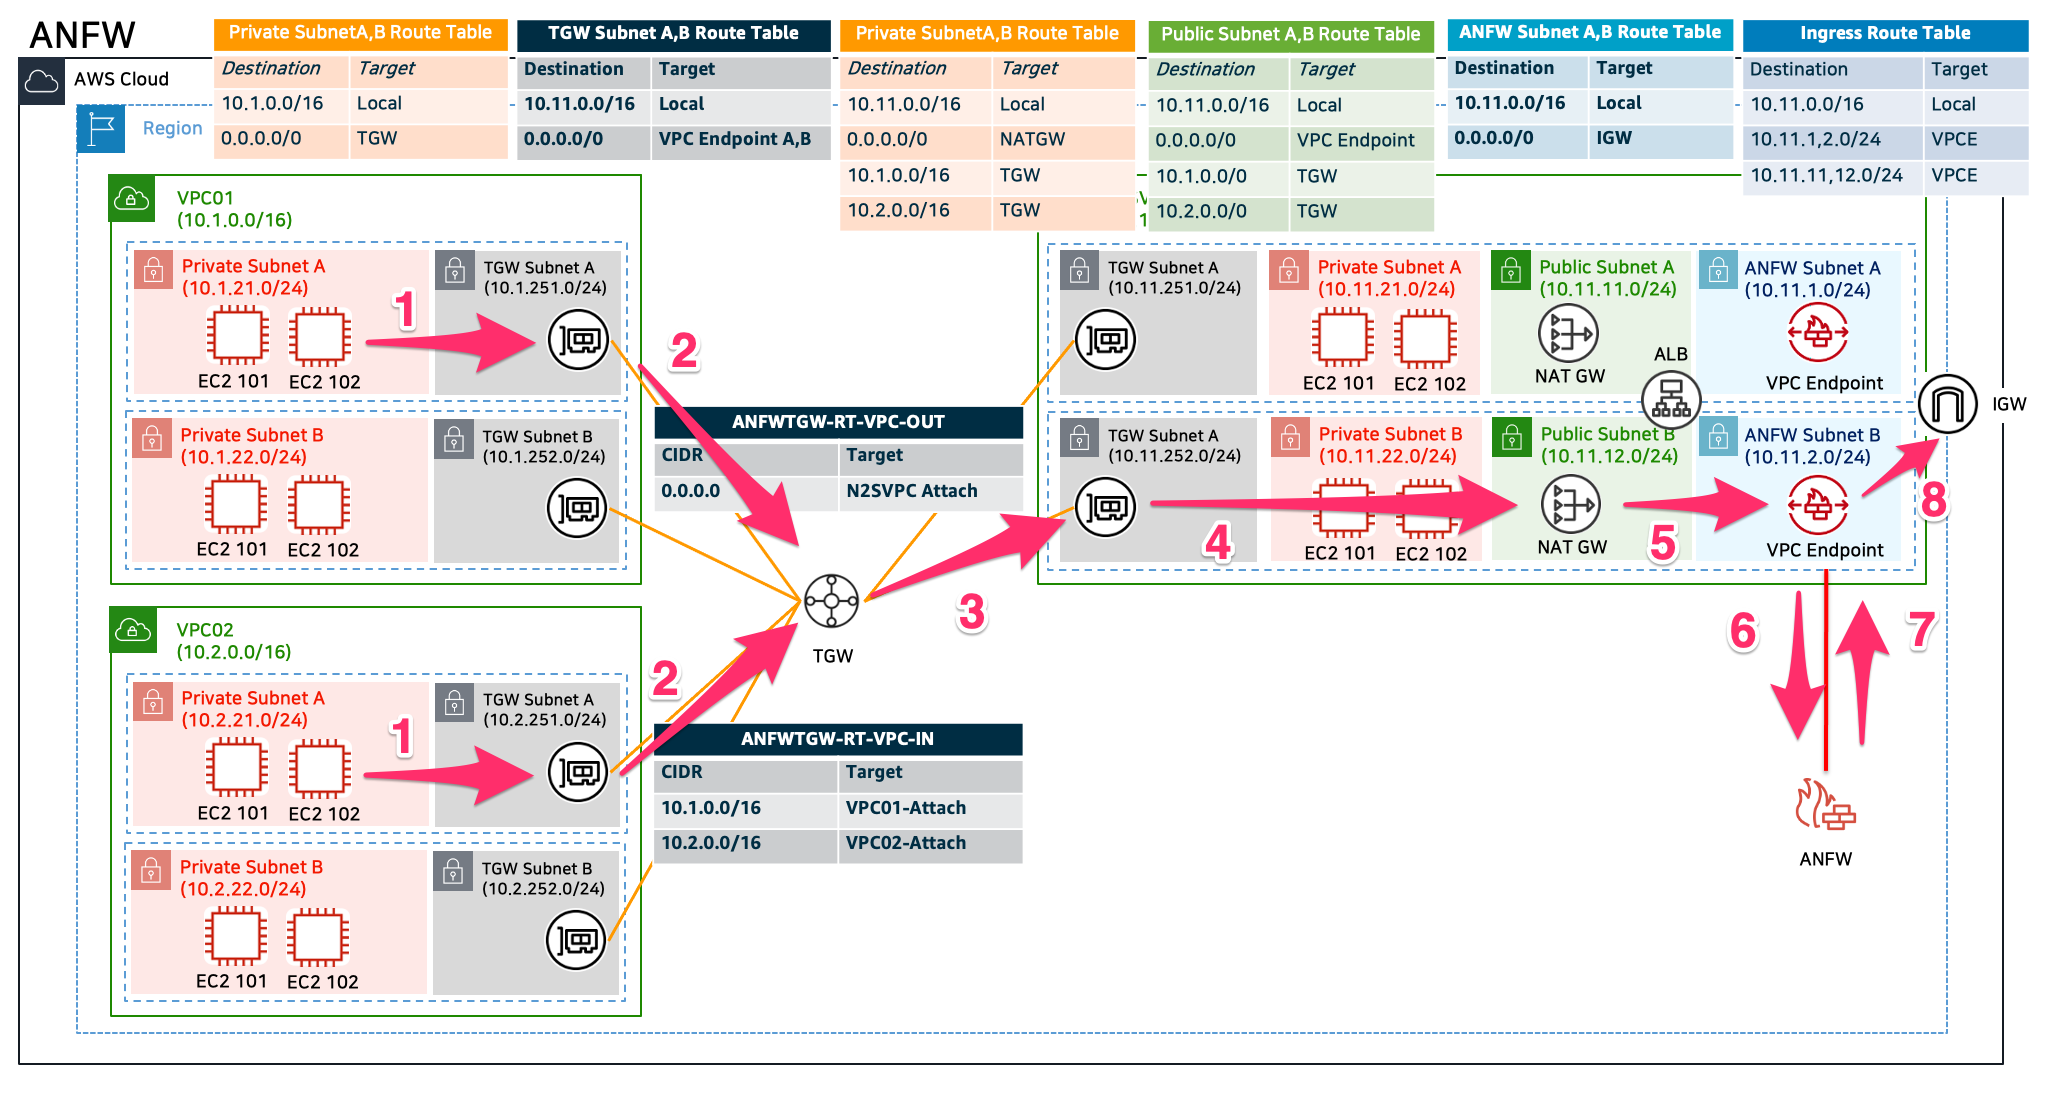 ANFW
AWS Cloud
Region
Private SubnetA,B Route Table
Destination Target
10.1.0.0/16 Local
0.0.0.0/0 TGW
TGW Subnet A,B Route Table
Destination Target
10.11.0.0/16 Local
0.0.0.0/0 VPC Endpoint A,B
Private SubnetA,B Route Table
Destination Target
10.11.0.0/16 Local
0.0.0.0/0 NATGW
10.1.0.0/16 TGW
10.2.0.0/16 TGW
Public Subnet A,B Route Table
Destination Target
10.11.0.0/16 Local
0.0.0.0/0 VPC Endpoint
10.1.0.0/0 TGW
10.2.0.0/0 TGW
ANFW Subnet A,B Route Table
Destination Target
10.11.0.0/16 Local
0.0.0.0/0 IGW
Ingress Route Table
Destination Target
10.11.0.0/16 Local
10.11.1,2.0/24 VPCE
10.11.11,12.0/24 VPCE
VPC01
(10.1.0.0/16)
Private Subnet A
(10.1.21.0/24)
EC2 101 EC2 102
1
TGW Subnet A
(10.1.251.0/24)
Private Subnet B
(10.1.22.0/24)
EC2 101 EC2 102
TGW Subnet B
(10.1.252.0/24)
2
ANFWTGW-RT-VPC-OUT
CIDR Target
0.0.0.0 N2SVPC Attach
TGW
3
VPC02
(10.2.0.0/16)
Private Subnet A
(10.2.21.0/24)
EC2 101 EC2 102
1
TGW Subnet A
(10.2.251.0/24)
Private Subnet B
(10.2.22.0/24)
EC2 101 EC2 102
TGW Subnet B
(10.2.252.0/24)
2
ANFWTGW-RT-VPC-IN
CIDR Target
10.1.0.0/16 VPC01-Attach
10.2.0.0/16 VPC02-Attach
TGW Subnet A
(10.11.251.0/24)
Private Subnet A
(10.11.21.0/24)
EC2 101 EC2 102
Public Subnet A
(10.11.11.0/24)
NAT GW
ALB
ANFW Subnet A
(10.11.1.0/24)
VPC Endpoint
IGW
TGW Subnet A
(10.11.252.0/24)
4
Private Subnet B
(10.11.22.0/24)
EC2 101 EC2 102
Public Subnet B
(10.11.12.0/24)
NAT GW
5
ANFW Subnet B
(10.11.2.0/24)
VPC Endpoint
8
6
7
ANFW